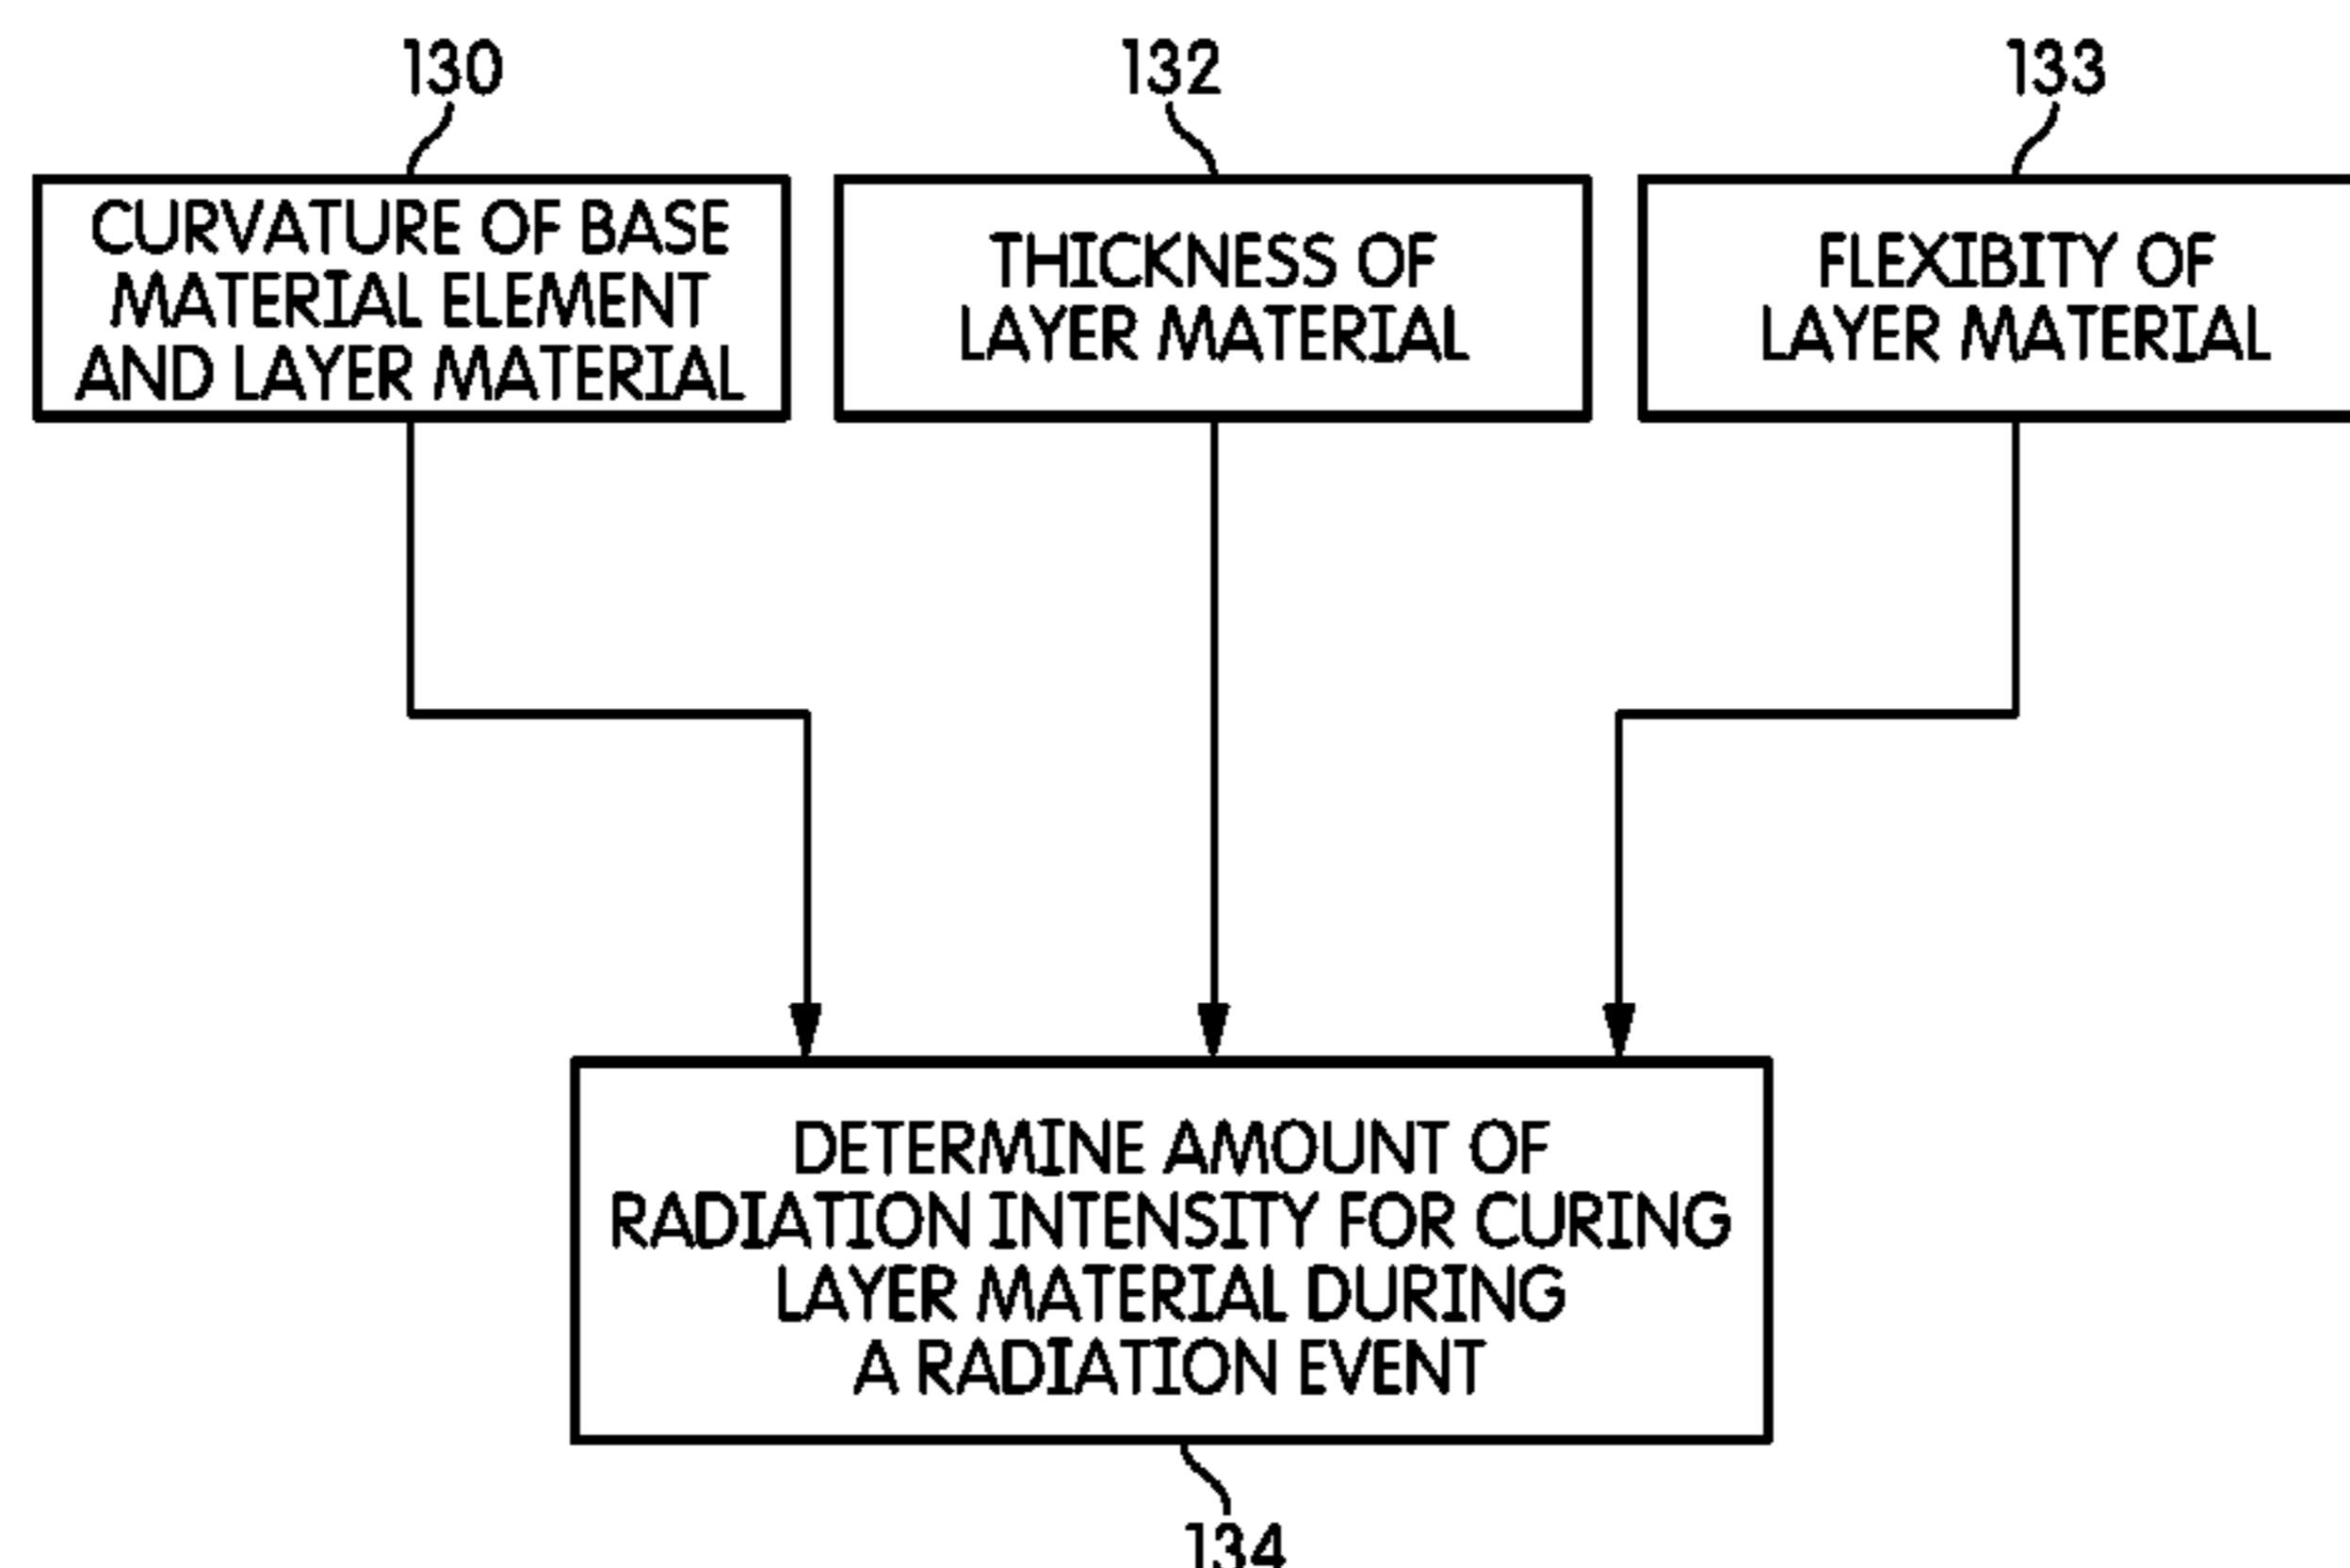 130
132
133
CURVATURE OF BASE
MATERIAL ELEMENT
AND LAYER MATERIAL
THICKNESS OF
LAYER MATERIAL
FLEXIBITY OF
LAYER MATERIAL
DETERMINE AMOUNT OF
RADIATION INTENSITY FOR CURING
LAYER MATERIAL DURING
A RADIATION EVENT
134